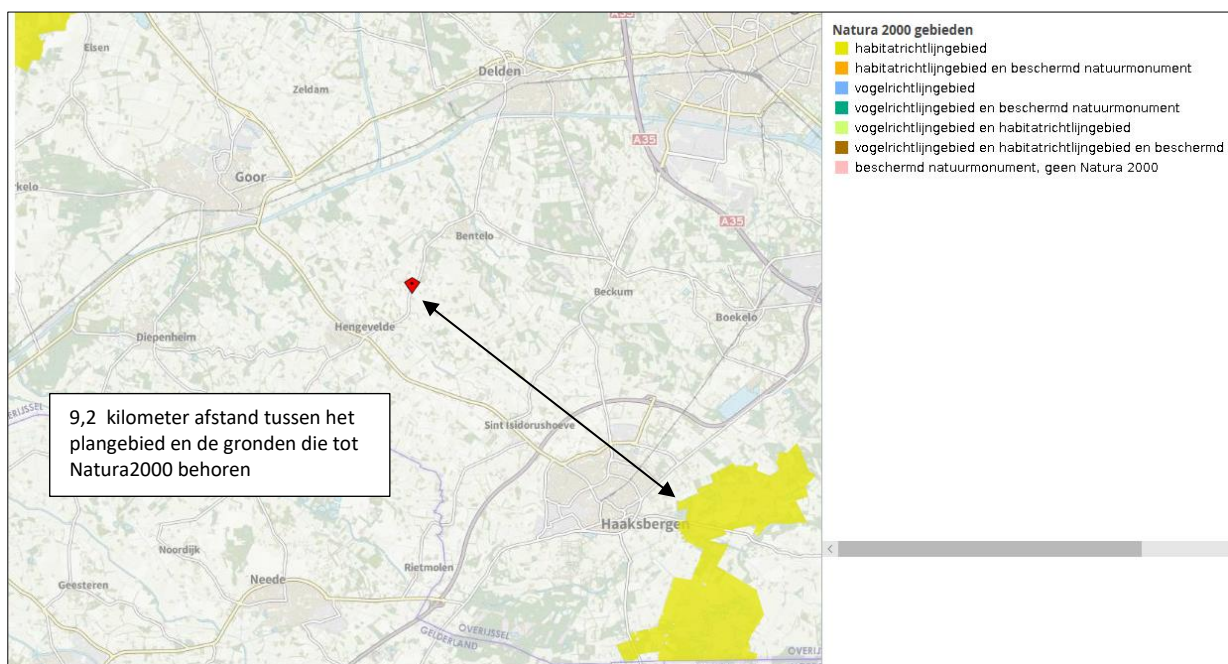 Elsen
Zeldam
Delden
A35
Goor
rkelo
Bentelo
A35
Beckum
Boekelo
Hengevelde
Diepenheim
OVERIJSSEL
Sint Isidorushoeve
9,2 kilometer afstand tussen het
plangebied en de gronden die tot
Natura2000 behoren
Haaksbergen
Noordijk
Rietmolen
Geesteren
Neede
OVERIJSSEL
GELDERLAND
OVERIJ
Natura 2000 gebieden
habitatrichtlijngebied
habitatrichtlijngebied en beschermd natuurmonument
vogelrichtlijngebied
vogelrichtlijngebied en beschermd natuurmonument
vogelrichtlijngebied en habitatrichtlijngebied
vogelrichtlijngebied en habitatrichtlijngebied en beschermd
beschermd natuurmonument, geen Natura 2000